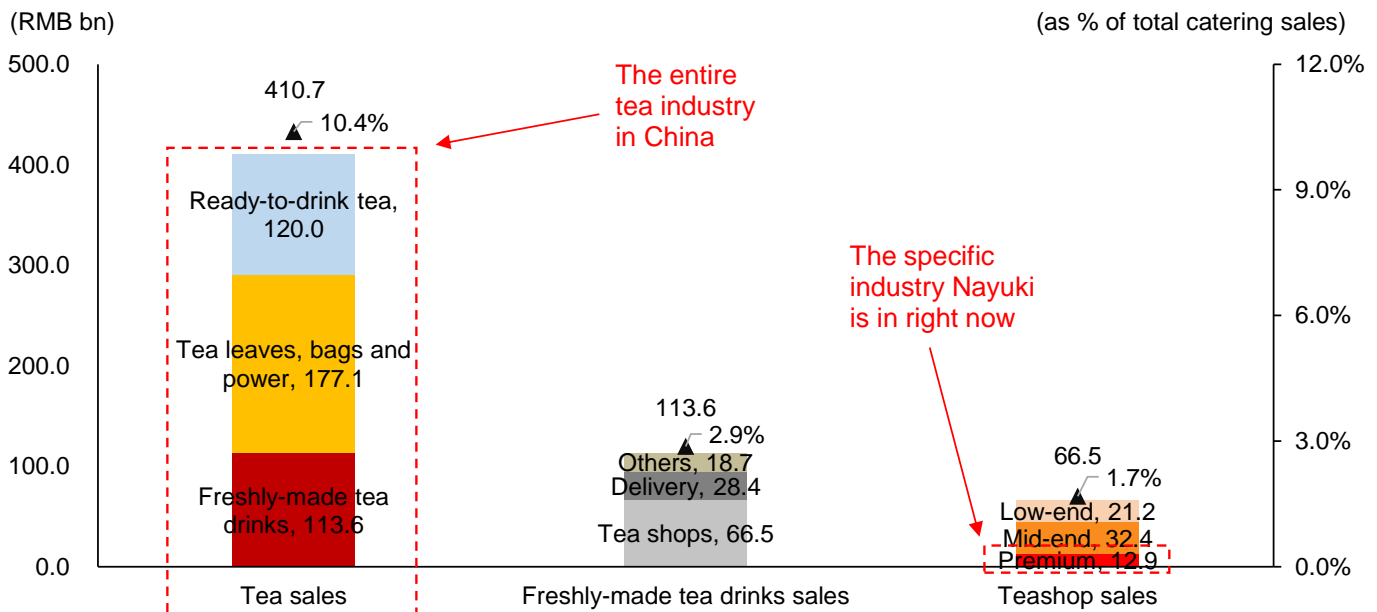 (RMB bn)
(as % of total catering sales)
500.0
400.0
300.0
200.0
100.0
0.0
12.0%
9.0%
6.0%
3.0%
0.0%
410.7
10.4%
Ready-to-drink tea,
120.0
Tea leaves, bags and
power, 177.1
Freshly-made tea
drinks, 113.6
The entire
tea industry
in China
113.6
2.9%
Others, 18.7
Delivery, 28.4
Tea shops, 66.5
The specific
industry Nayuki
is in right now
66.5
1.7%
Low-end, 21.2
Mid-end, 32.4
Premium, 12.9
Tea sales
Freshly-made tea drinks sales
Teashop sales